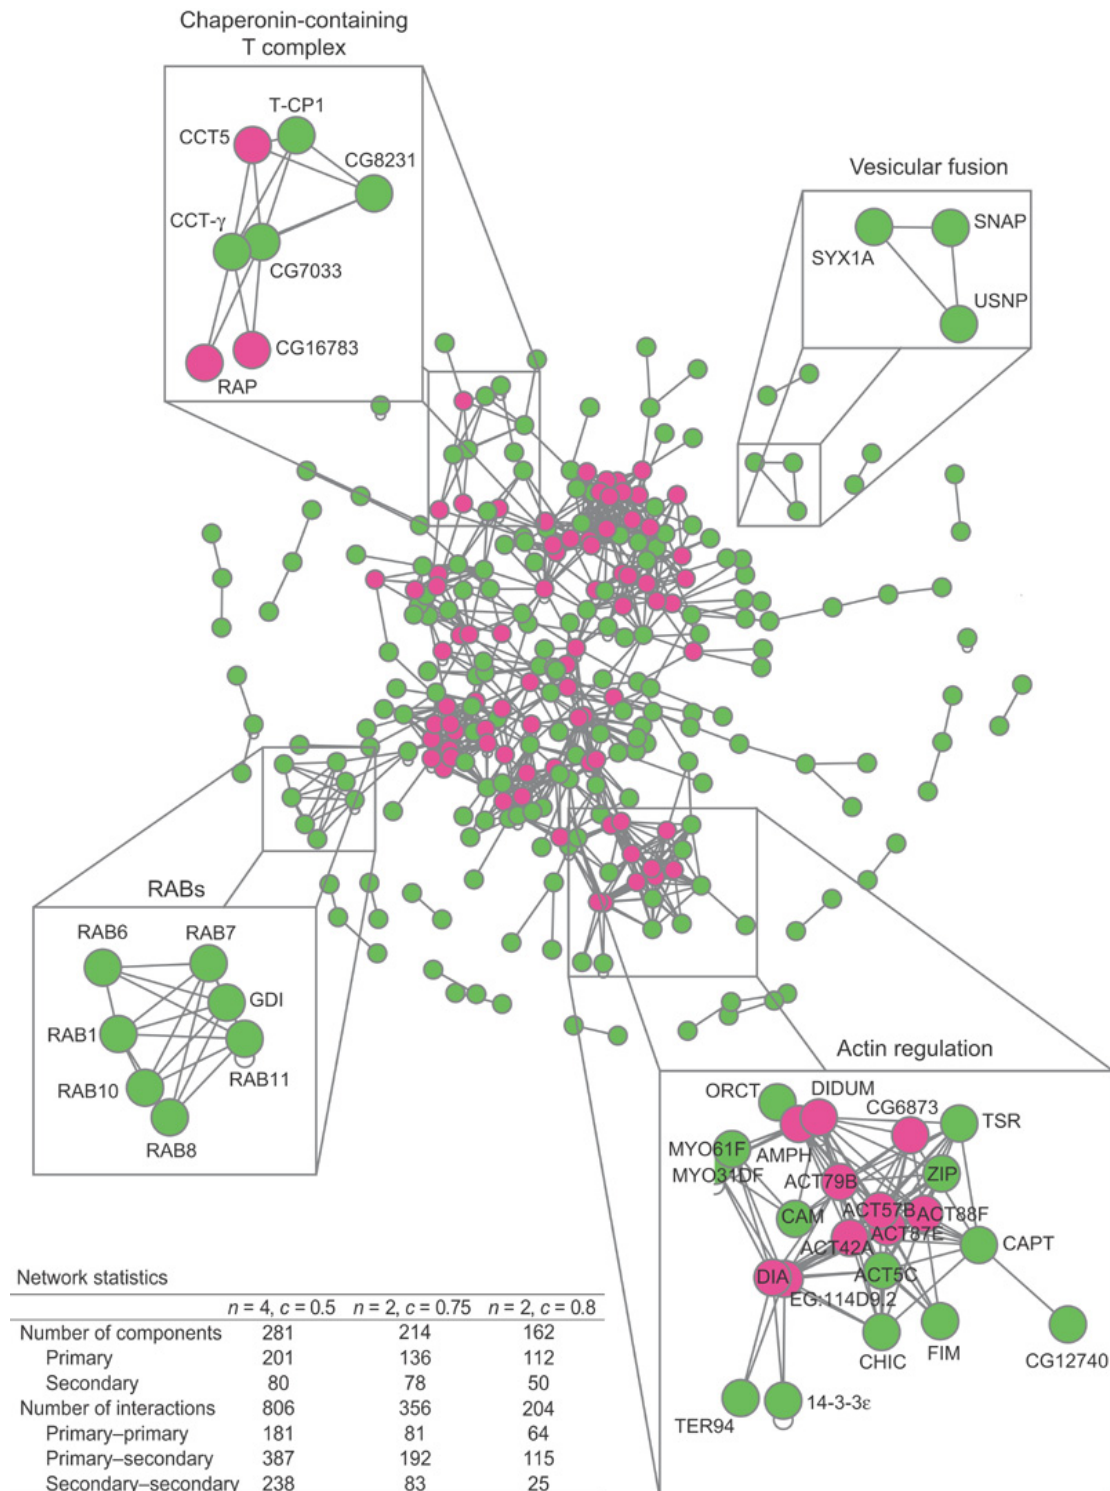 Chaperonin-containing
T complex
T-CP1
CCT5
CG8231
CCT-γ
CG7033
CG16783
RAP
Vesicular fusion
SNAP
SYX1A
USNP
RABs
RAB6
RAB7
GDI
RAB1
RAB11
RAB10
RAB8
Actin regulation
ORCT
DIDUM
CG6873
TSR
MYO61F
AMPH
MYO31DF
ACT79B
ZIP
CAM
ACT57B
ACT88F
ACT87E
ACT42A
CAPT
DIA
ACT5C
EG:114D9.2
CHIC
FIM
CG12740
TER94
14-3-3ε
Network statistics
n = 4, c = 0.5 n = 2, c = 0.75 n = 2, c = 0.8
Number of components 281 214 162
Primary 201 136 112
Secondary 80 78 50
Number of interactions 806 356 204
Primary–primary 181 81 64
Primary–secondary 387 192 115
Secondary–secondary 238 83 25